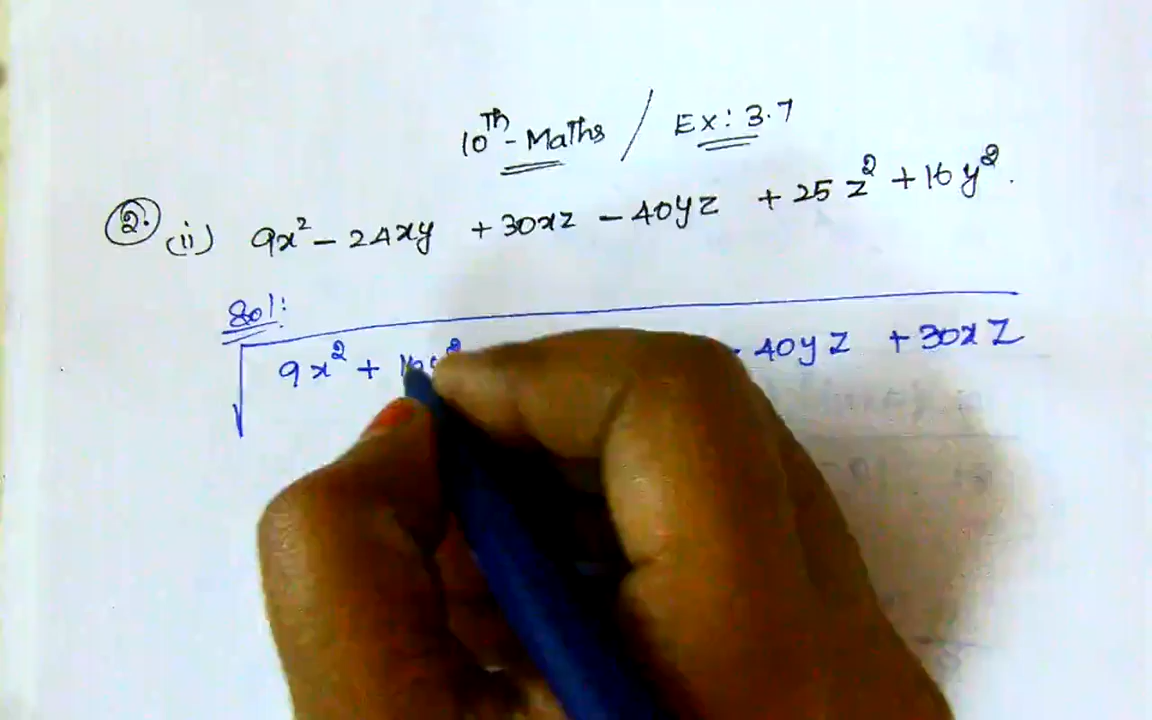 10Th - Maths / Ex: 3.7
2. (ii) 9x² - 24xy + 30xz - 40yz + 25z² + 16y².
Sol:
√ 9x² + - 40yz + 30xz